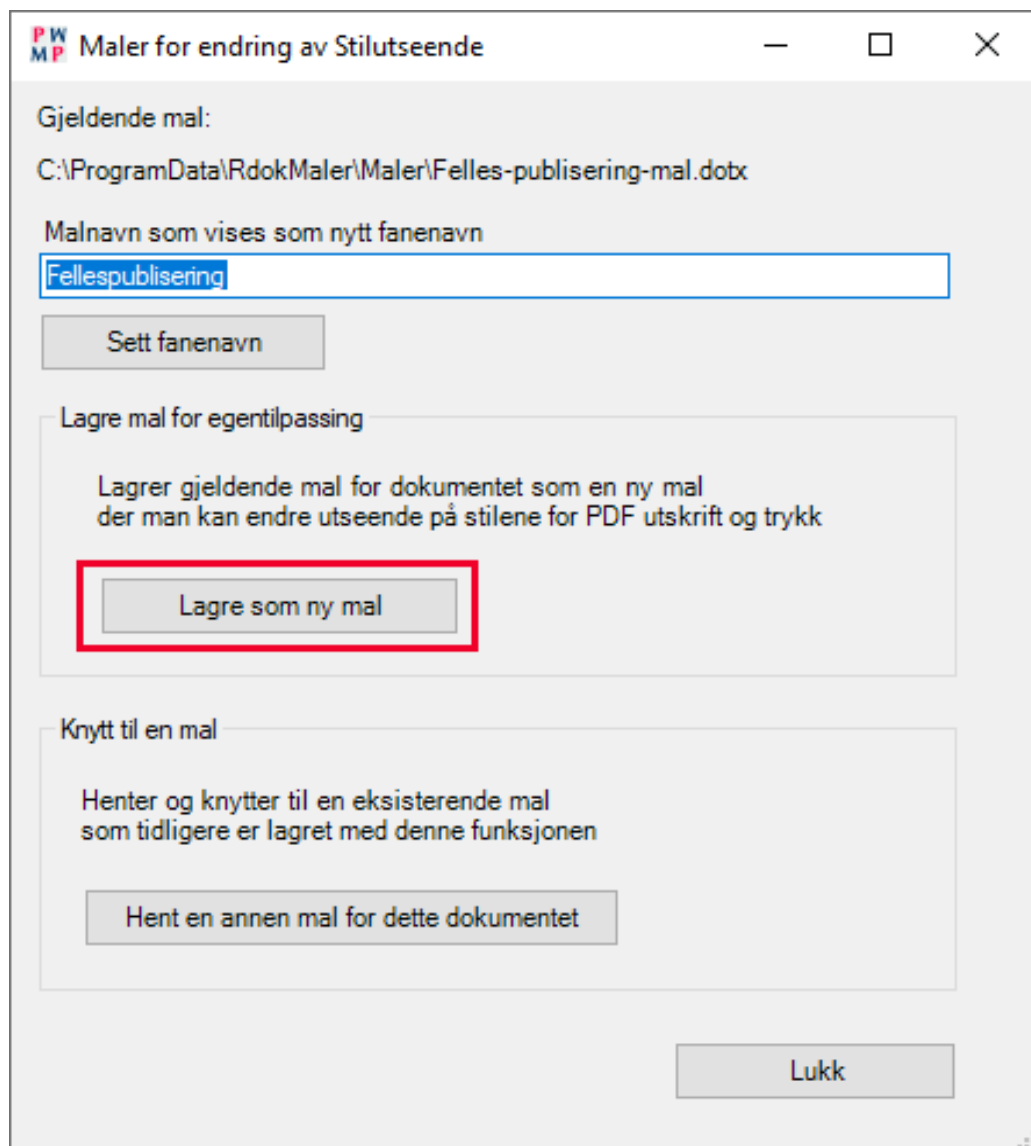 PW
MP
Maler for endring av Stilutseende
Gjeldende mal:
C:\ProgramData\RdokMaler\Maler\Felles-publisering-mal.dotx
Malnavn som vises som nytt fanenavn
Fellespublisering
Sett fanenavn
Lagre mal for egentilpassing
Lagrer gjeldende mal for dokumentet som en ny mal
der man kan endre utseende på stilene for PDF utskrift og trykk
Lagre som ny mal
Knytt til en mal
Henter og knytter til en eksisterende mal
som tidligere er lagret med denne funksjonen
Hent en annen mal for dette dokumentet
Lukk